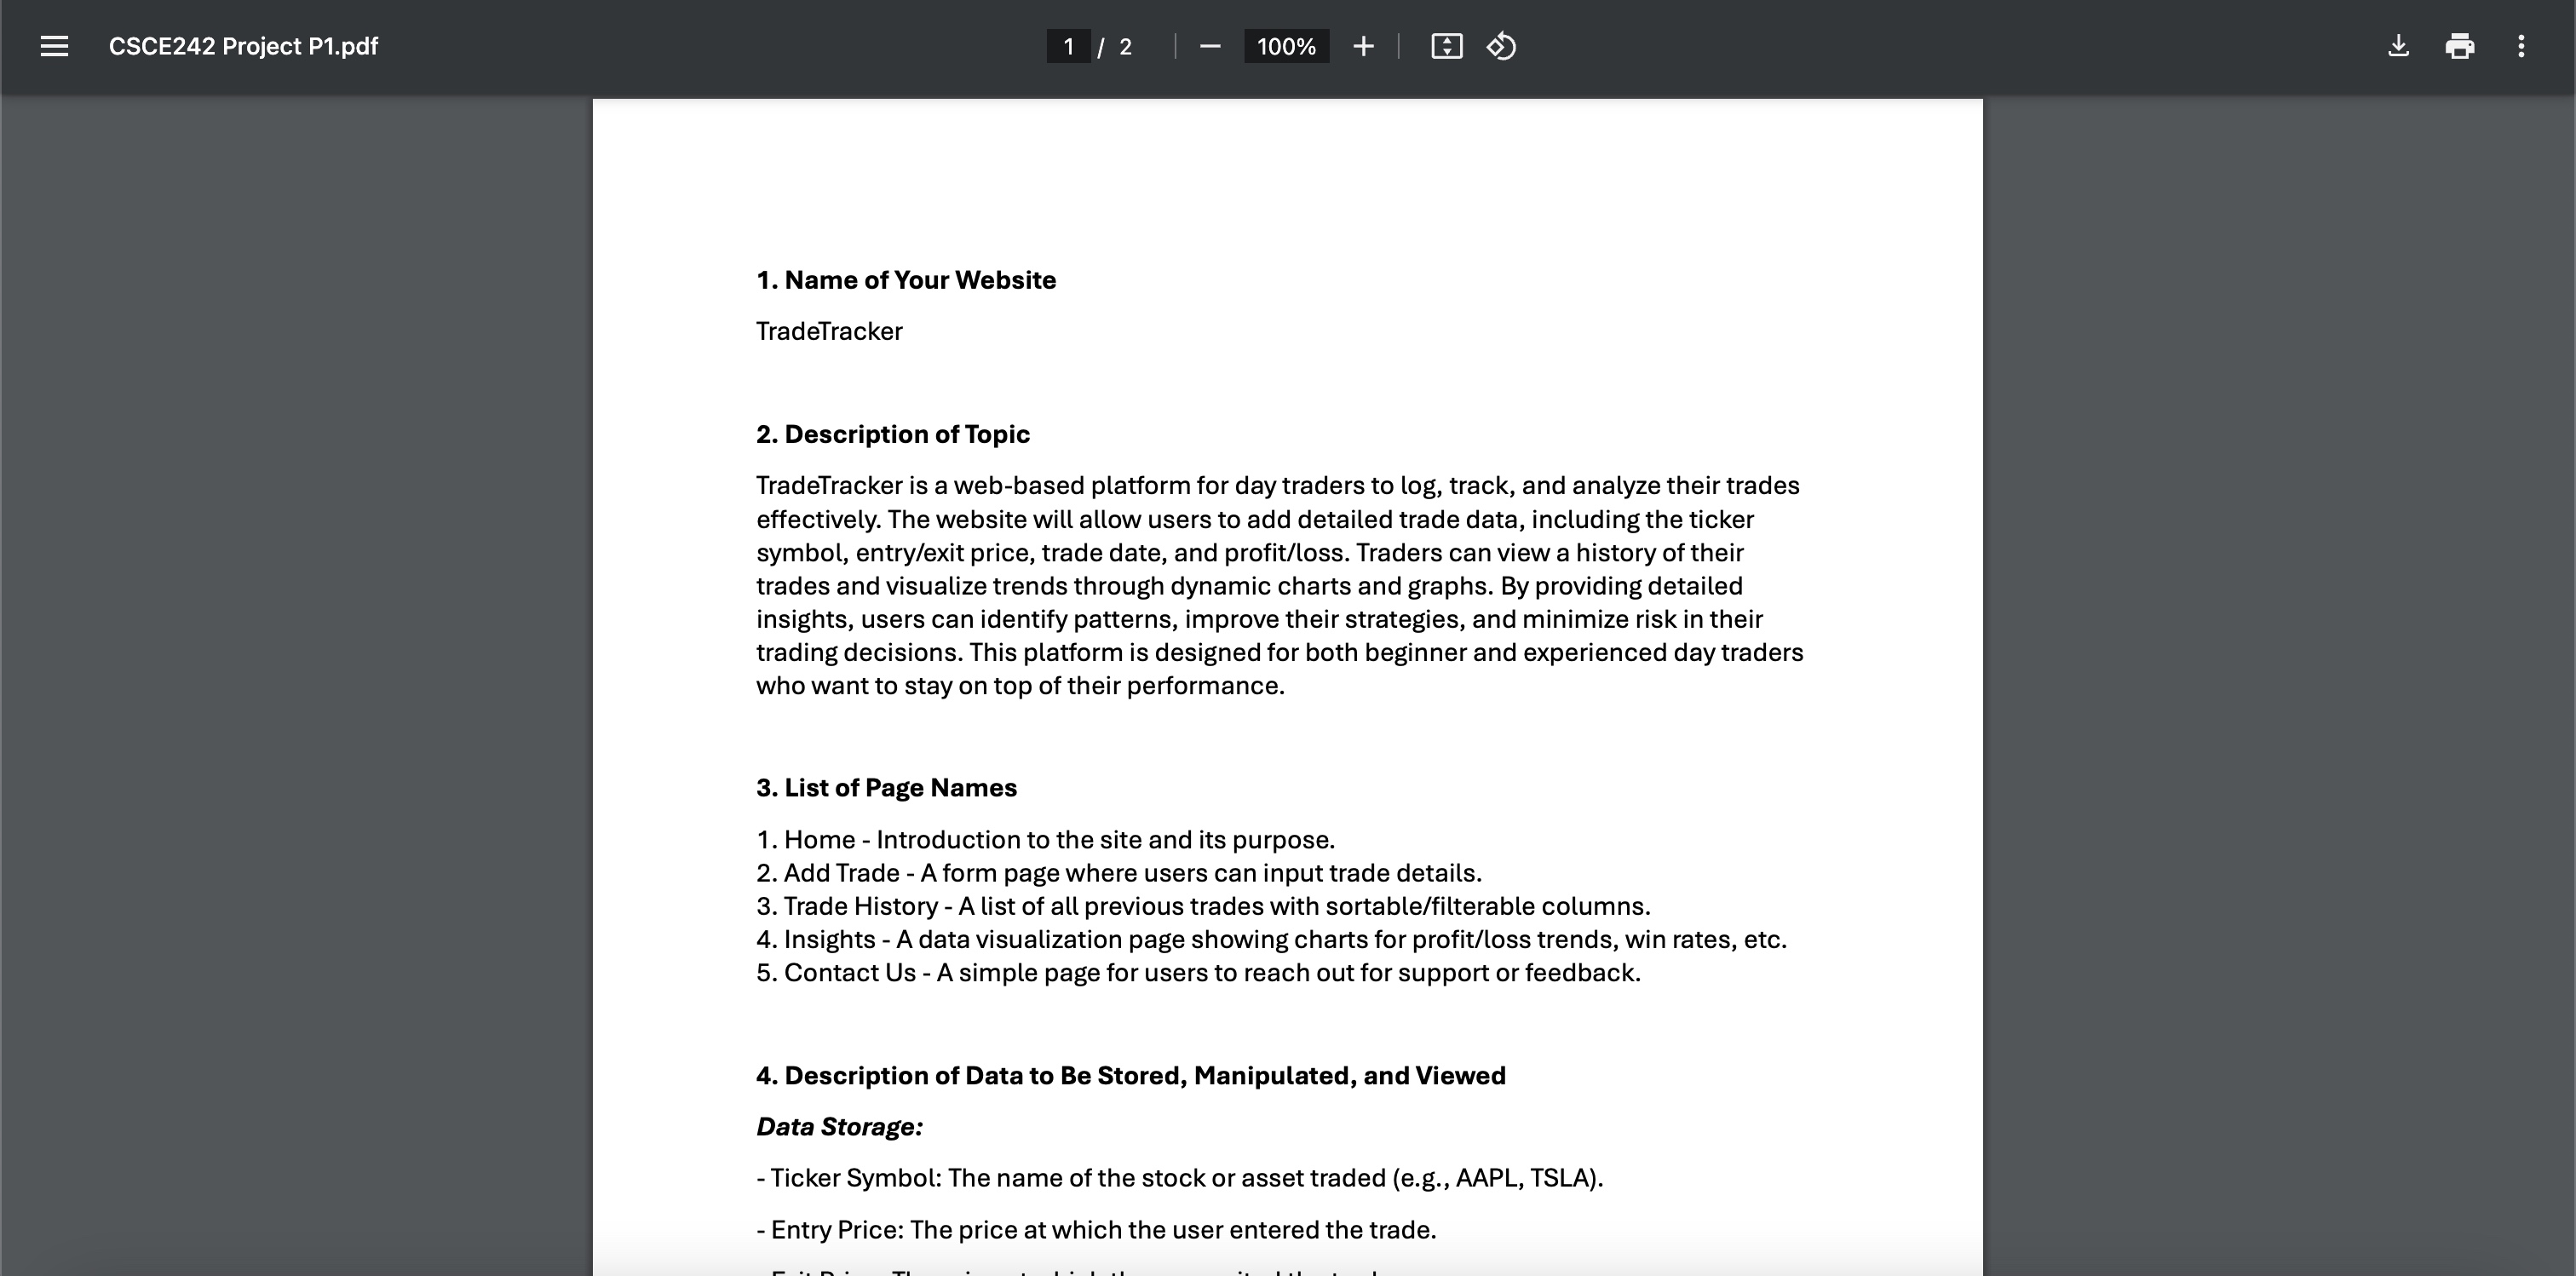 CSCE242 Project P1.pdf
1 / 2
100%
1. Name of Your Website
TradeTracker
2. Description of Topic
TradeTracker is a web-based platform for day traders to log, track, and analyze their trades
effectively. The website will allow users to add detailed trade data, including the ticker
symbol, entry/exit price, trade date, and profit/loss. Traders can view a history of their
trades and visualize trends through dynamic charts and graphs. By providing detailed
insights, users can identify patterns, improve their strategies, and minimize risk in their
trading decisions. This platform is designed for both beginner and experienced day traders
who want to stay on top of their performance.
3. List of Page Names
1. Home - Introduction to the site and its purpose.
2. Add Trade - A form page where users can input trade details.
3. Trade History - A list of all previous trades with sortable/filterable columns.
4. Insights - A data visualization page showing charts for profit/loss trends, win rates, etc.
5. Contact Us - A simple page for users to reach out for support or feedback.
4. Description of Data to Be Stored, Manipulated, and Viewed
Data Storage:
- Ticker Symbol: The name of the stock or asset traded (e.g., AAPL, TSLA).
- Entry Price: The price at which the user entered the trade.